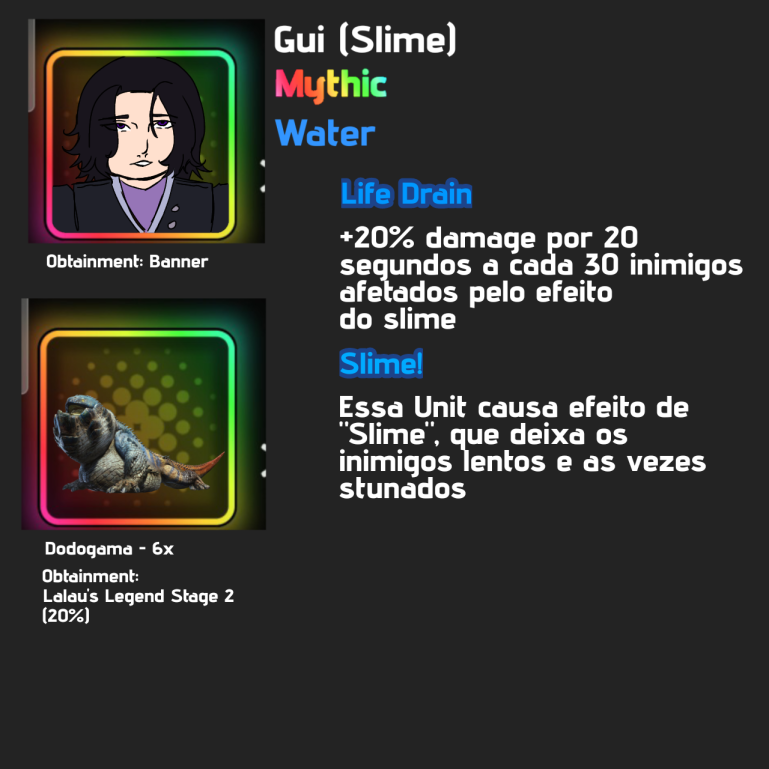 Gui (Slime)
Mythic
Water
Obtainment: Banner
Life Drain
+20% damage por 20
segundos a cada 30 inimigos
afetados pelo efeito
do slime
Slime!
Essa Unit causa efeito de
"Slime", que deixa os
inimigos lentos e as vezes
stunados
Dodogama - 6x
Obtainment:
Lalau's Legend Stage 2
(20%)